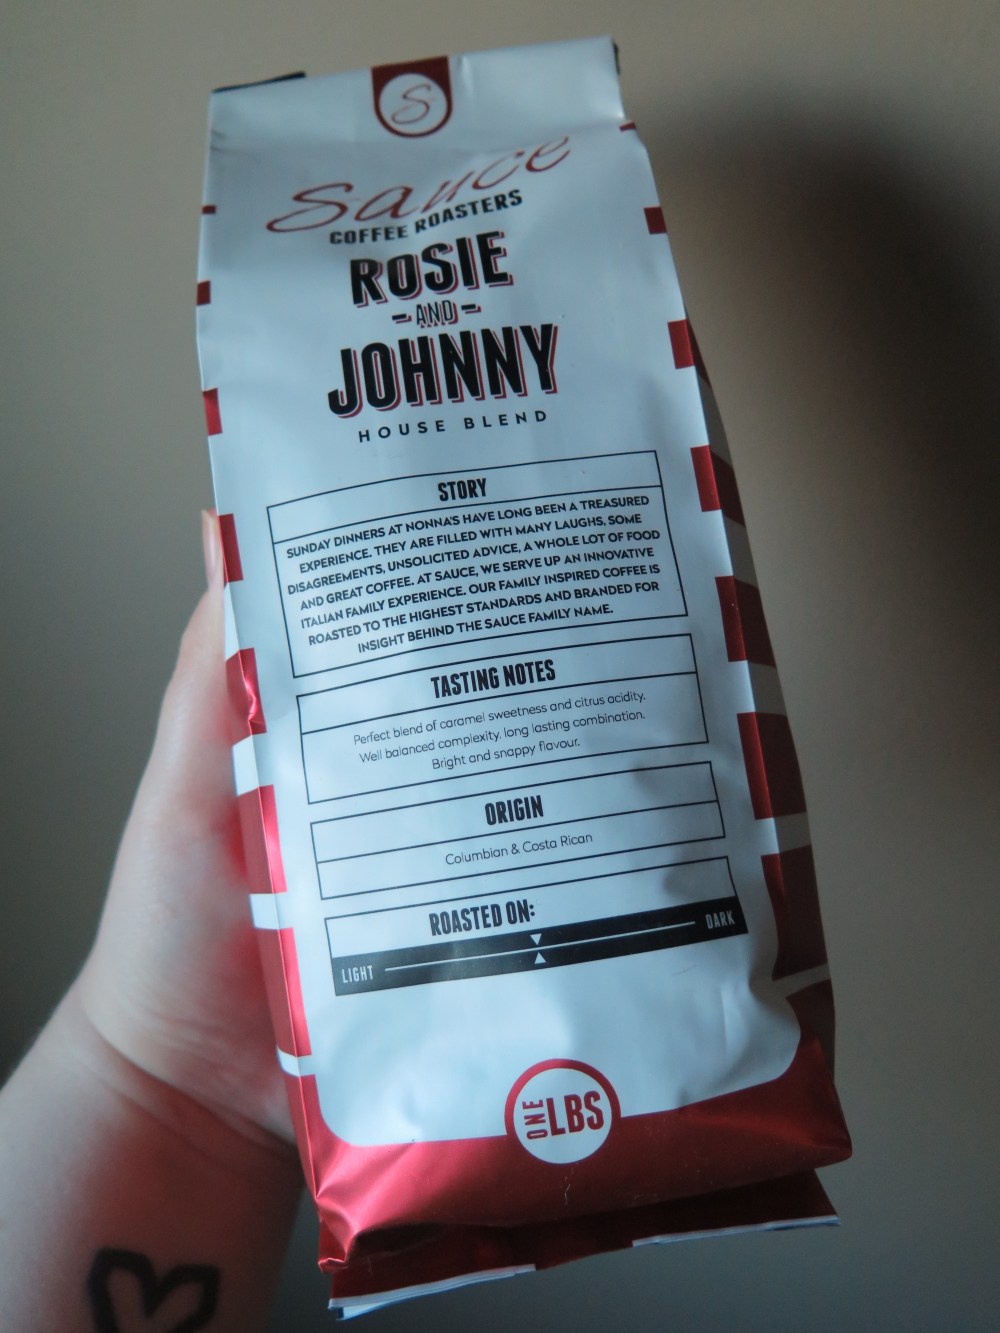 S
Sauce
COFFEE ROASTERS
ROSIE
- AND -
JOHNNY
HOUSE BLEND
STORY
SUNDAY DINNERS AT NONNA'S HAVE LONG BEEN A TREASURED
EXPERIENCE. THEY ARE FILLED WITH MANY LAUGHS, SOME
DISAGREEMENTS, UNSOLICITED ADVICE, A WHOLE LOT OF FOOD
AND GREAT COFFEE. AT SAUCE, WE SERVE UP AN INNOVATIVE
ITALIAN FAMILY EXPERIENCE. OUR FAMILY INSPIRED COFFEE IS
ROASTED TO THE HIGHEST STANDARDS AND BRANDED FOR
INSIGHT BEHIND THE SAUCE FAMILY NAME.
TASTING NOTES
Perfect blend of caramel sweetness and citrus acidity.
Well balanced complexity, long lasting combination.
Bright and snappy flavour.
ORIGIN
Columbian & Costa Rican
ROASTED ON:
LIGHT DARK
ONE LBS